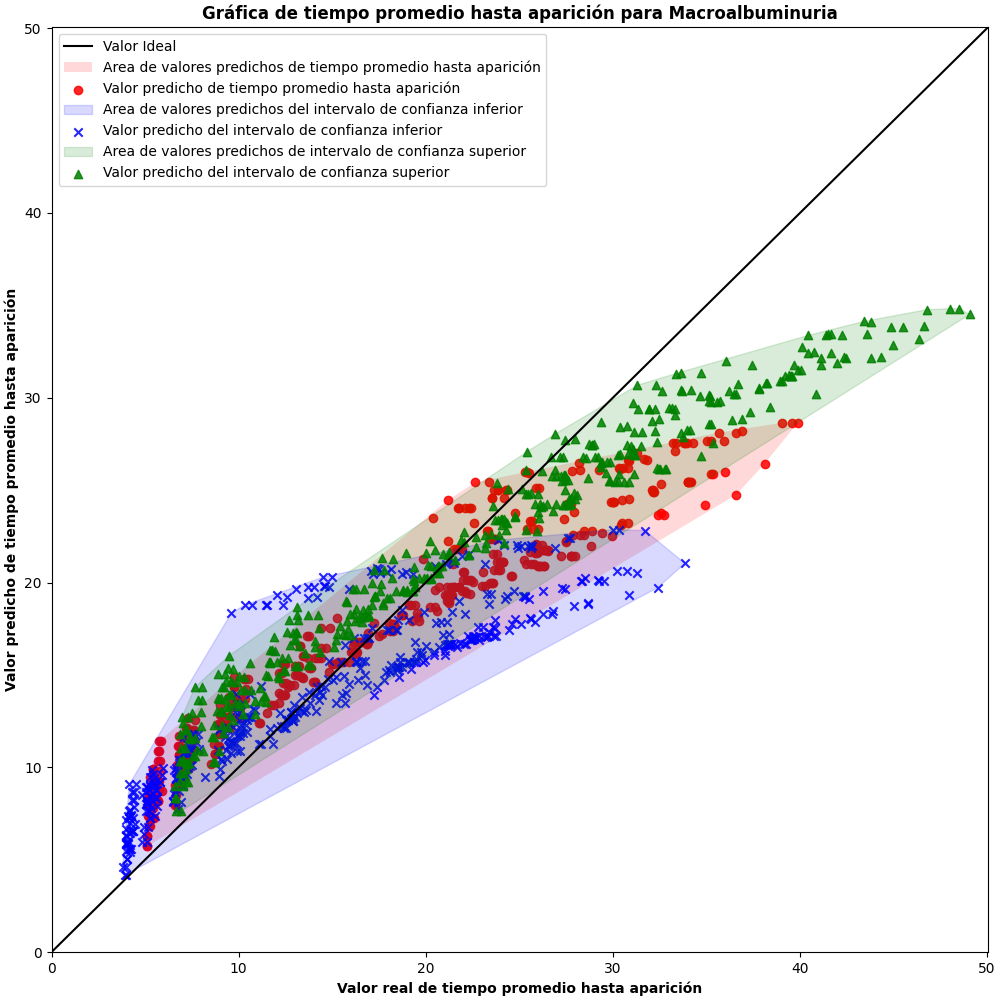 Gráfica de tiempo promedio hasta aparición para Macroalbuminuria
Valor Ideal
Area de valores predichos de tiempo promedio hasta aparición
Valor predicho de tiempo promedio hasta aparición
Area de valores predichos del intervalo de confianza inferior
Valor predicho del intervalo de confianza inferior
Area de valores predichos de intervalo de confianza superior
Valor predicho del intervalo de confianza superior
Valor predicho de tiempo promedio hasta aparición
50
40
30
20
10
0
0 10 20 30 40 50
Valor real de tiempo promedio hasta aparición